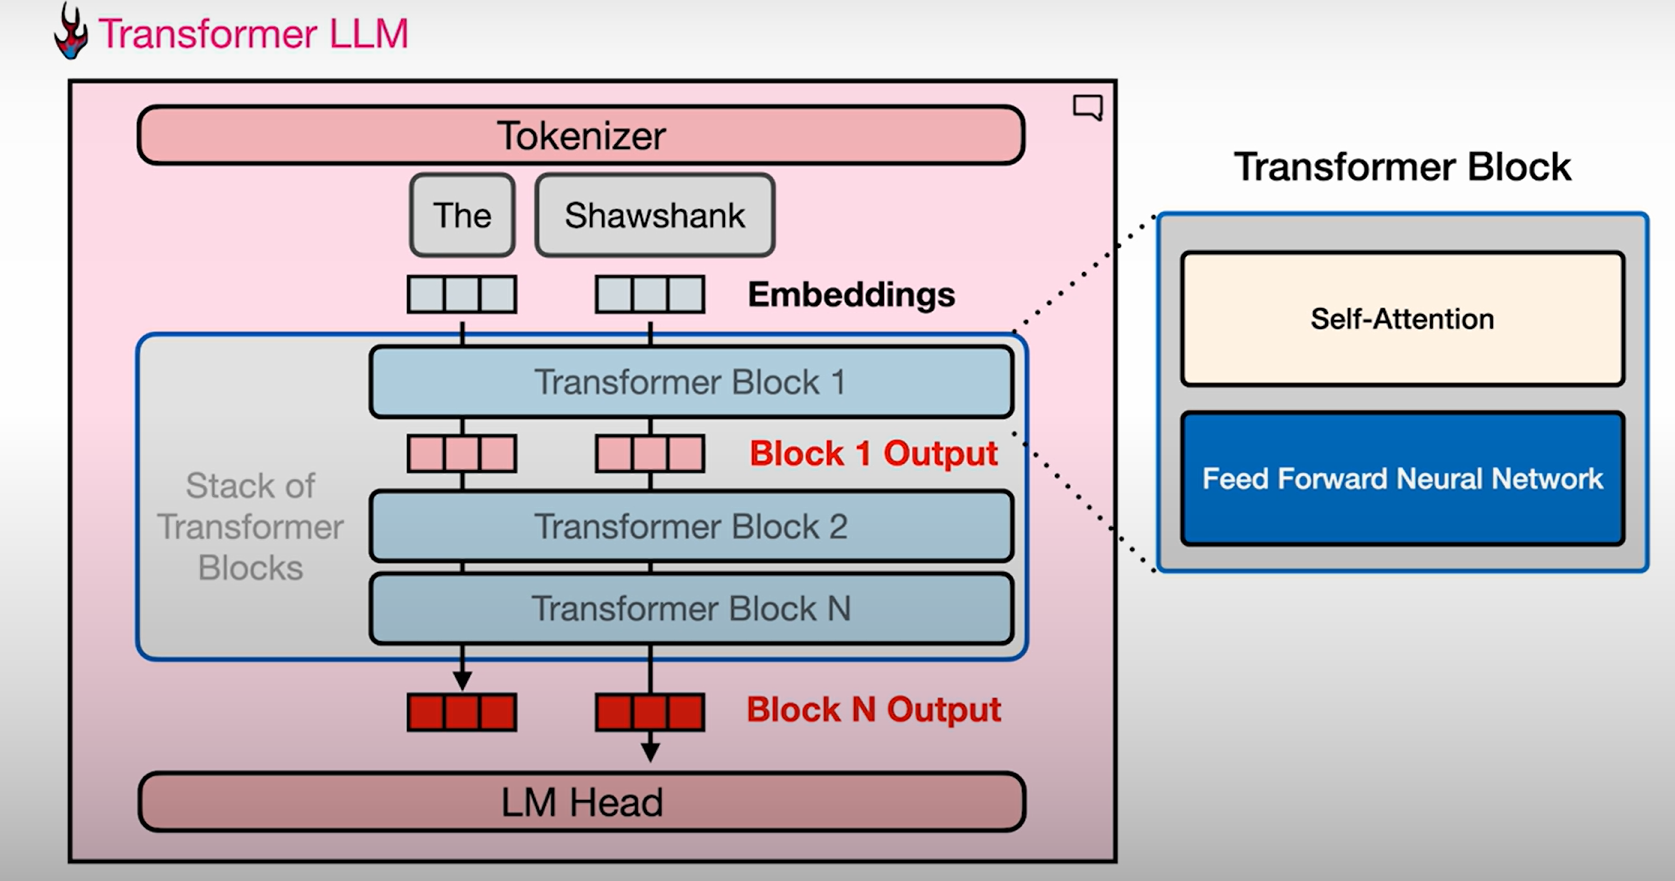 Transformer LLM
Tokenizer
The
Shawshank
Embeddings
Transformer Block 1
Block 1 Output
Stack of
Transformer
Blocks
Transformer Block 2
Transformer Block N
Block N Output
LM Head
Transformer Block
Self-Attention
Feed Forward Neural Network